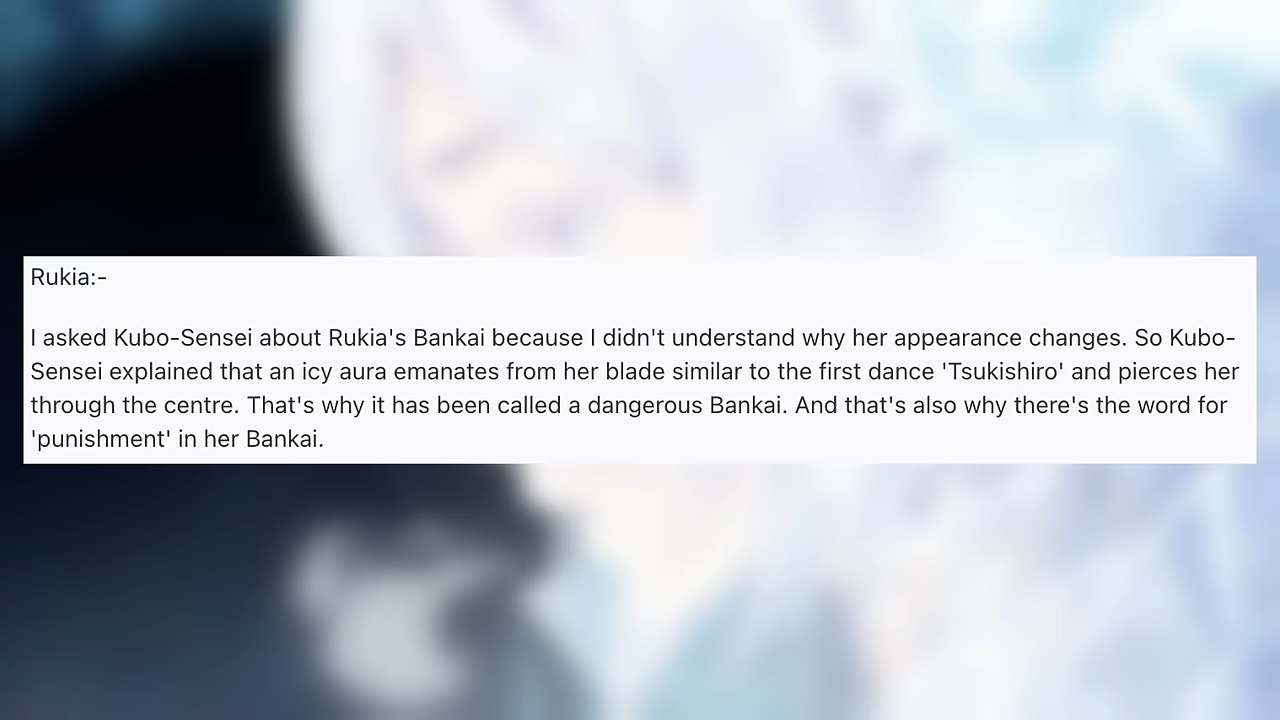 Rukia:-
I asked Kubo-Sensei about Rukia's Bankai because I didn't understand why her appearance changes. So Kubo-
Sensei explained that an icy aura emanates from her blade similar to the first dance 'Tsukishiro' and pierces her
through the centre. That's why it has been called a dangerous Bankai. And that's also why there's the word for
'punishment' in her Bankai.